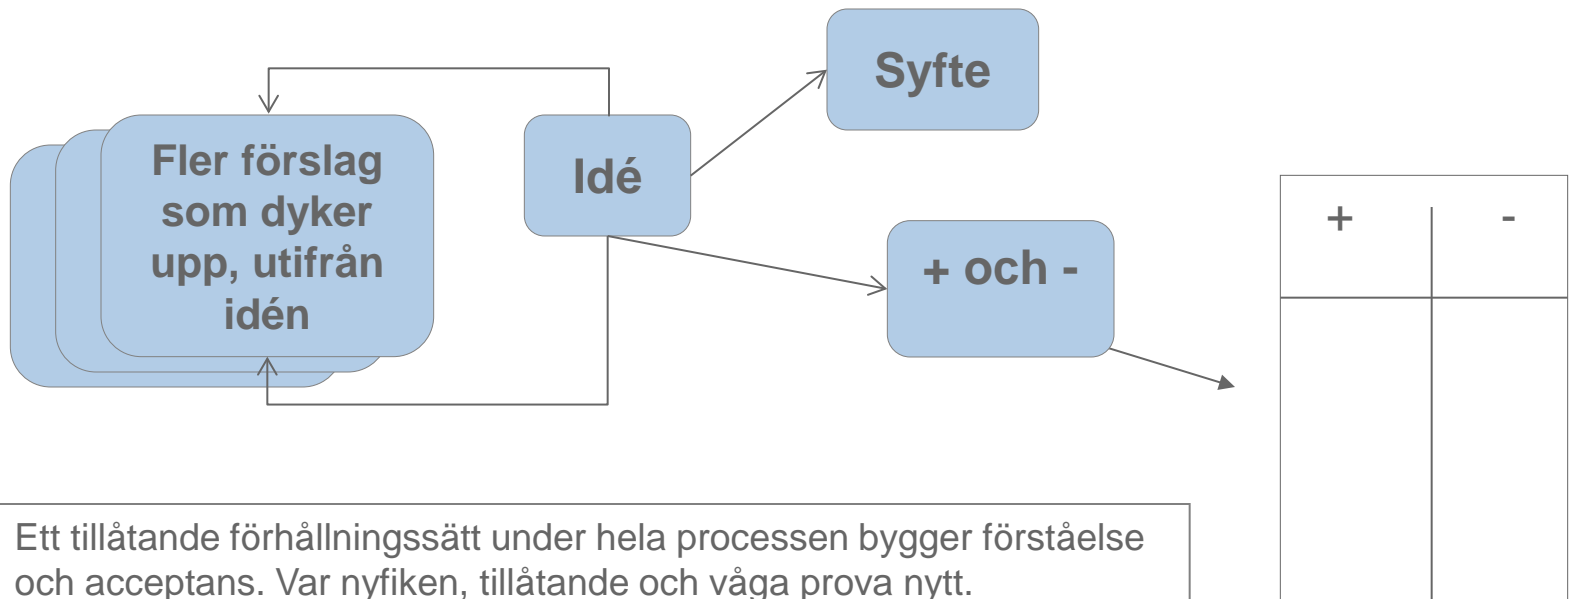 Syfte
Fler förslag
som dyker
upp, utifrån
idén
Idé
+ och -
+ -
Ett tillåtande förhållningssätt under hela processen bygger förståelse
och acceptans. Var nyfiken, tillåtande och våga prova nytt.